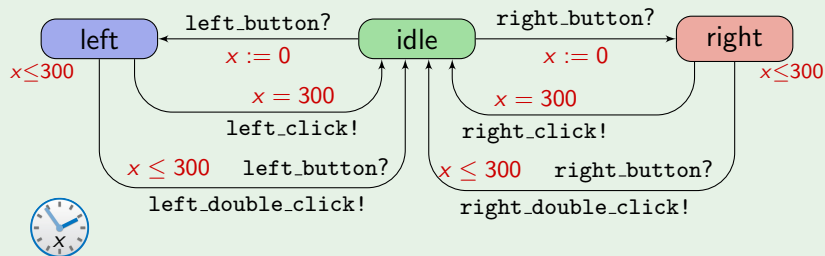 left_button?
right_button?
left
idle
right
x := 0
x := 0
x≤300
x≤300
x = 300
x = 300
left_click!
right_click!
x ≤ 300 left_button?
x ≤ 300 right_button?
left_double_click!
right_double_click!
x